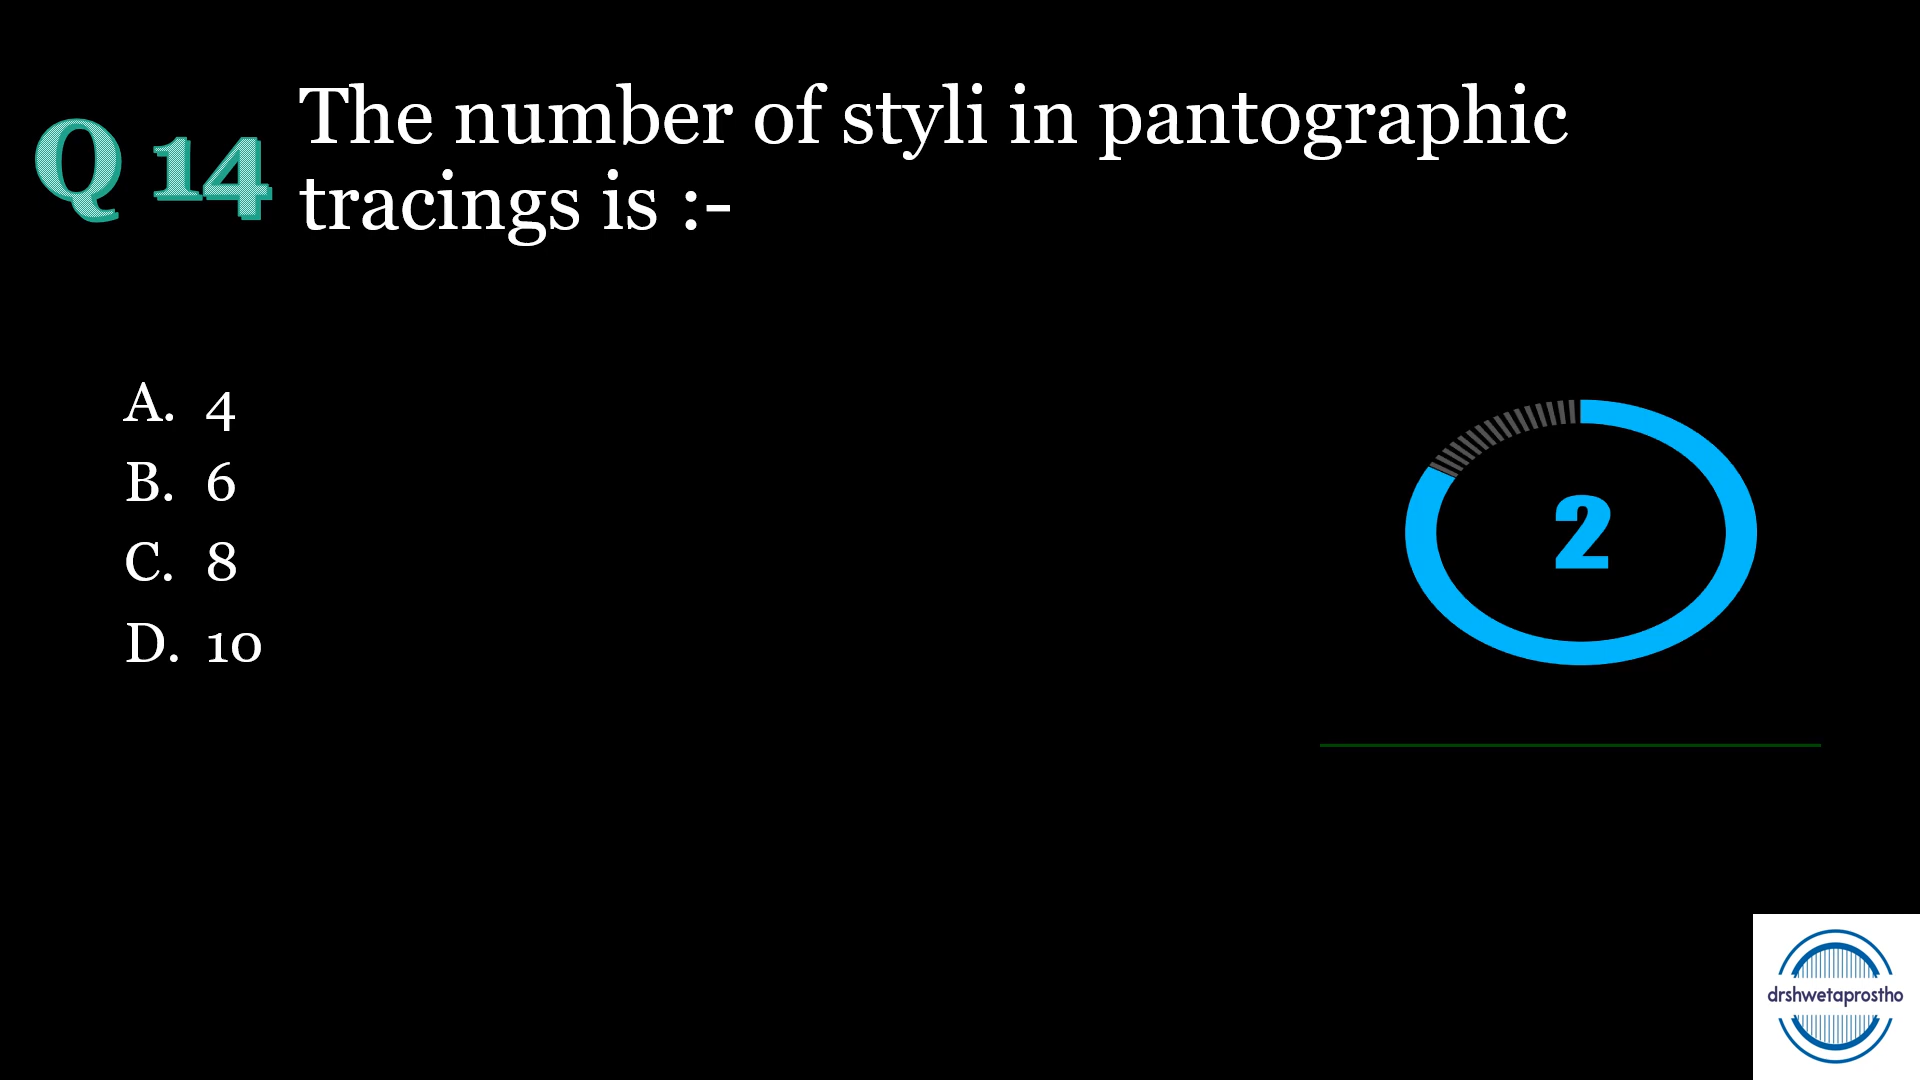 Q 14
The number of styli in pantographic
tracings is :-
A. 4
B. 6
C. 8
D. 10
2
drshwetaprostho